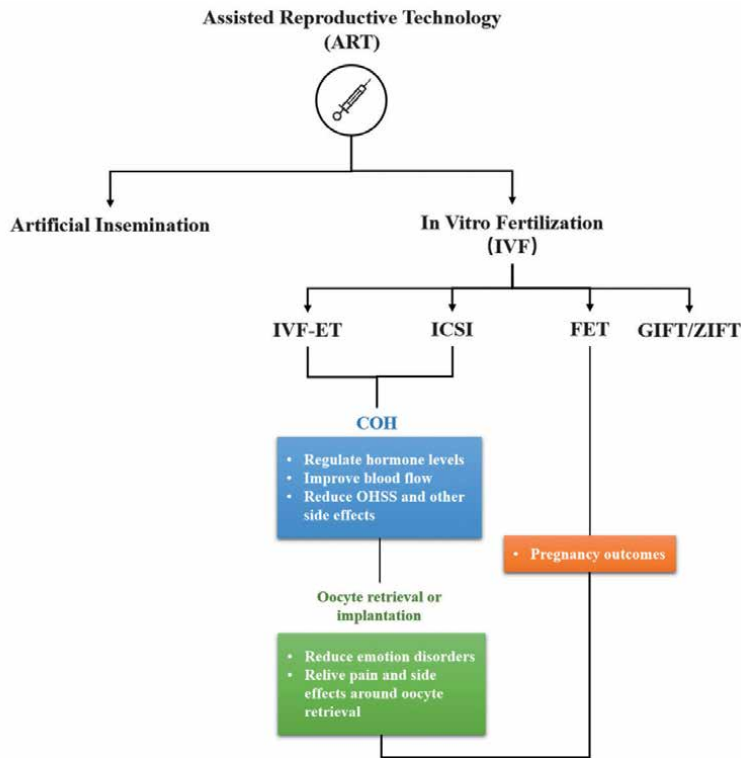 Assisted Reproductive Technology
(ART)
Artificial Insemination
In Vitro Fertilization
(IVF)
IVF-ET
ICSI
FET
GIFT/ZIFT
COH
• Regulate hormone levels
• Improve blood flow
• Reduce OHSS and other
side effects
• Pregnancy outcomes
Oocyte retrieval or
implantation
• Reduce emotion disorders
• Relive pain and side
effects around oocyte
retrieval